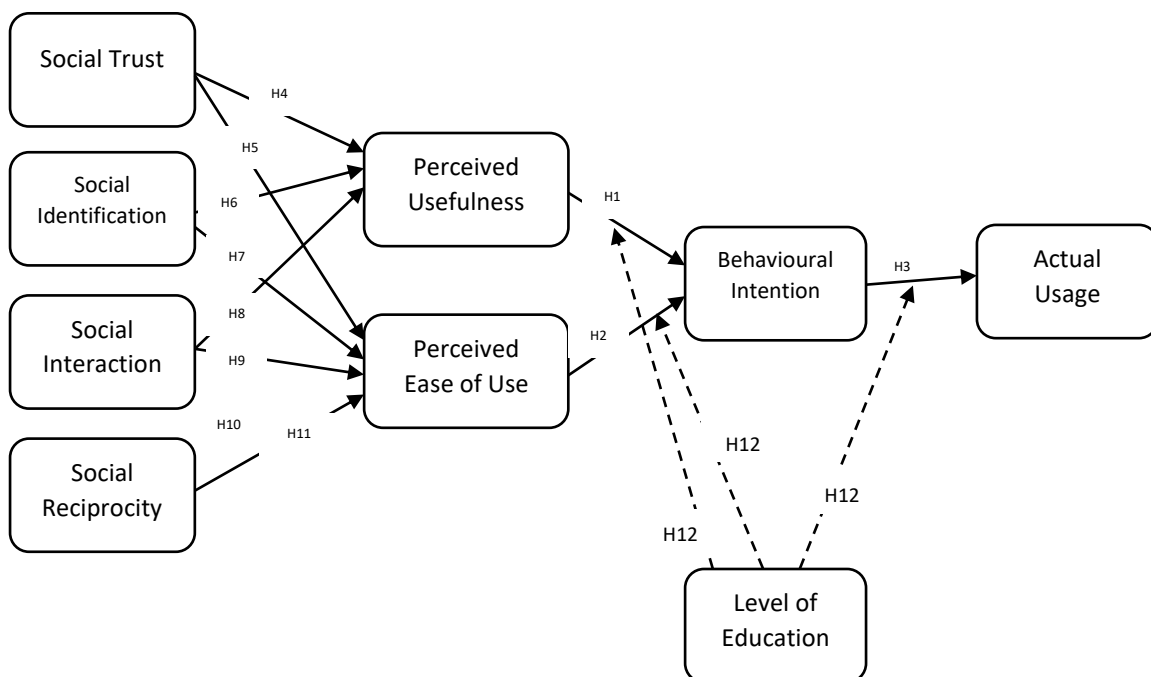 Social Trust
H4
H5
Social
Identification
Perceived
Usefulness
H6
H1
H7
Behavioural
Intention
H3
Actual
Usage
H8
Social
Interaction
H9
Perceived
Ease of Use
H2
H10
H11
Social
Reciprocity
H12
H12
H12
Level of
Education